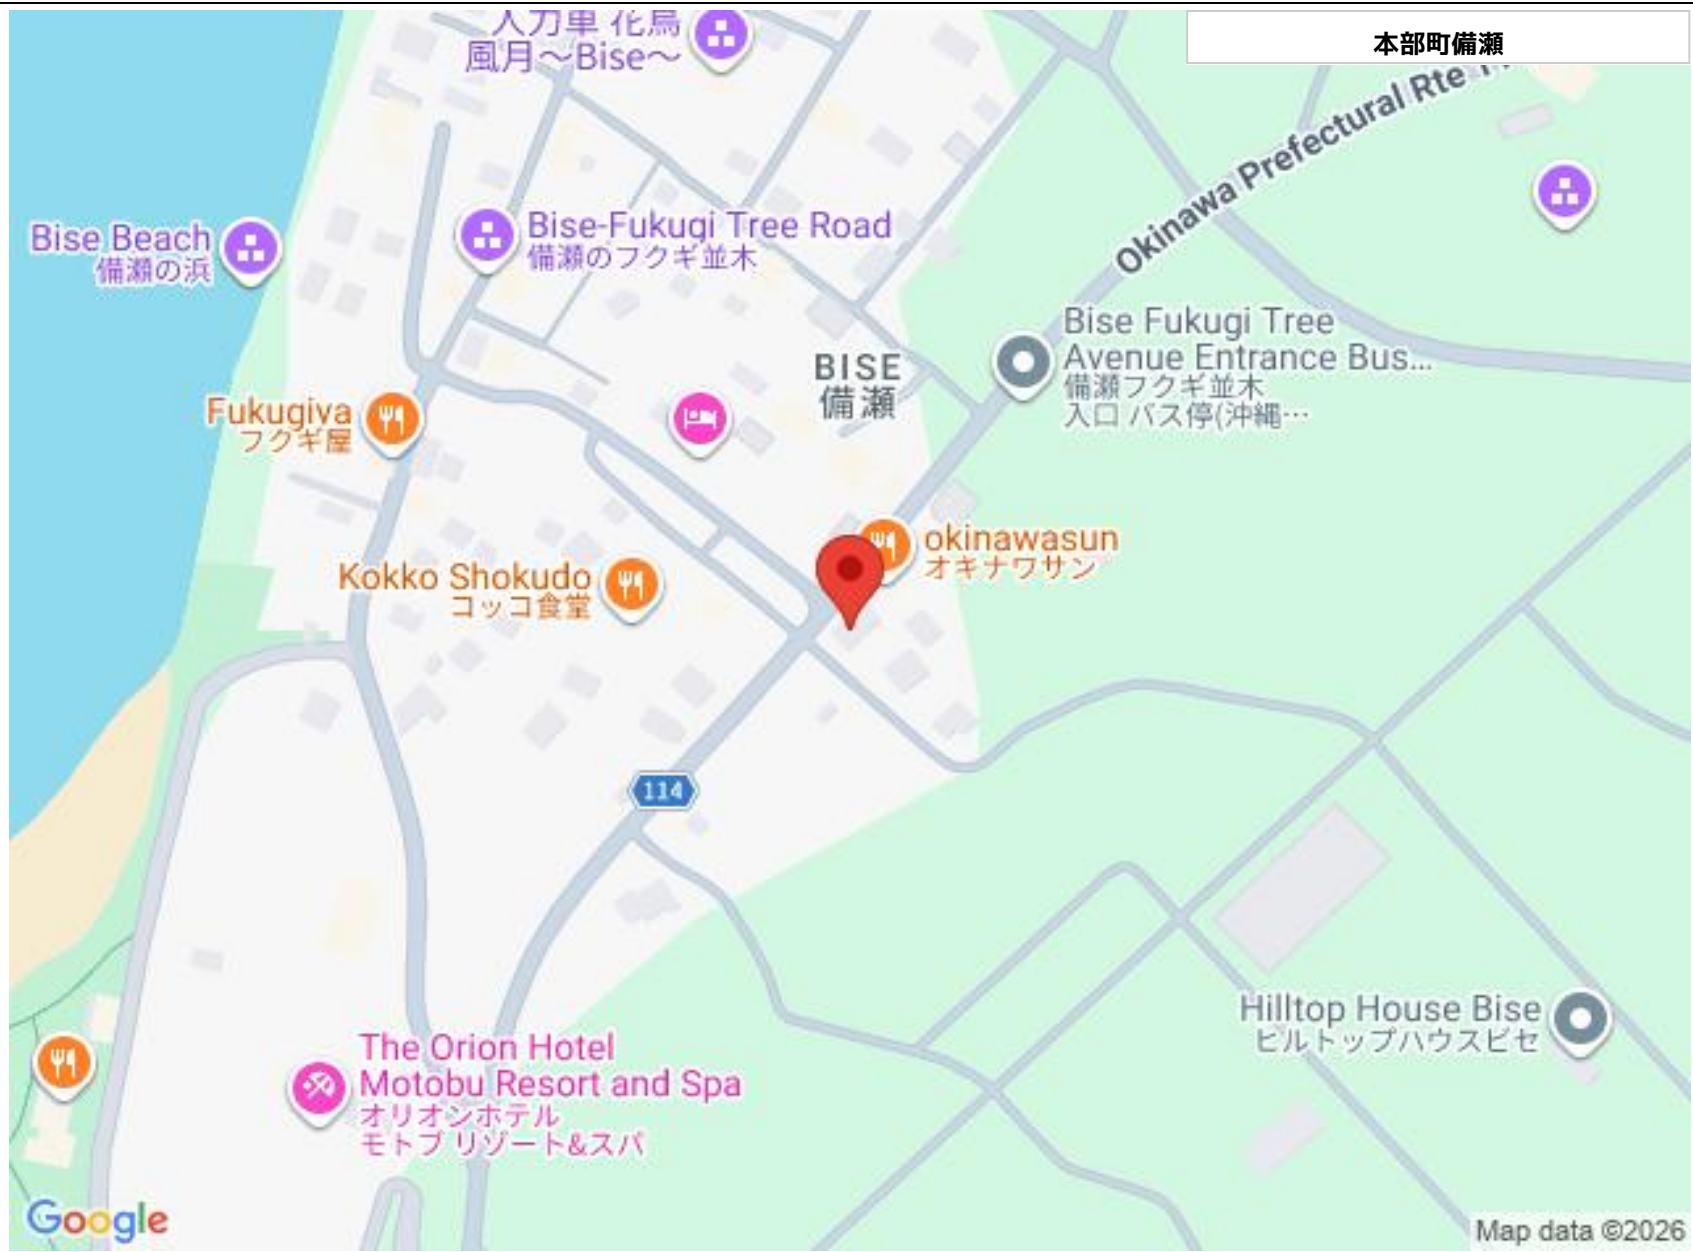 人力車 花鳥
風月〜Bise〜
本部町備瀬
Okinawa Prefectural Rte
Bise Beach
備瀬の浜
Bise-Fukugi Tree Road
備瀬のフクギ並木
Bise Fukugi Tree
Avenue Entrance Bus...
備瀬フクギ並木
入口 バス停(沖縄…
BISE
備瀬
Fukugiya
フクギ屋
okinawasun
オキナワサン
Kokko Shokudo
コッコ食堂
114
Hilltop House Bise
ヒルトップハウスビセ
The Orion Hotel
Motobu Resort and Spa
オリオンホテル
モトブ リゾート&スパ
Google
Map data ©2026